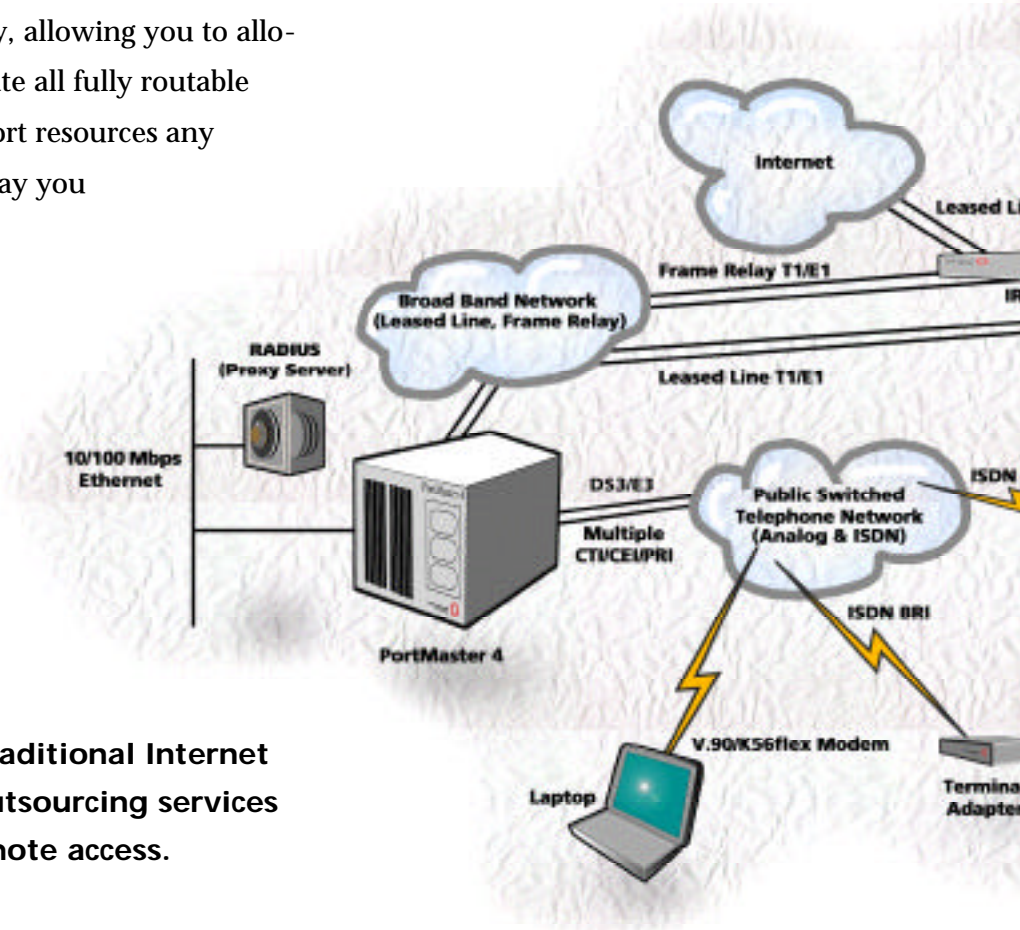 y, allowing you to allo-
te all fully routable
ort resources any
ay you
Internet
Leased Li
Frame Relay T1/E1
IR
Broad Band Network
(Leased Line, Frame Relay)
Leased Line T1/E1
RADIUS
(Proxy Server)
10/100 Mbps
Ethernet
DS3/E3
Multiple
CT1/CE1/PRI
Public Switched
Telephone Network
(Analog & ISDN)
ISDN
ISDN BRI
PortMaster 4
V.90/K56flex Modem
Laptop
Termina
Adapter
aditional Internet
utsourcing services
note access.